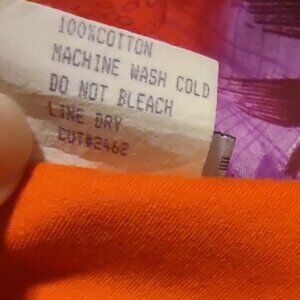 100%COTTON
MACHINE WASH COLD
DO NOT BLEACH
LINE DRY
CUT#2462